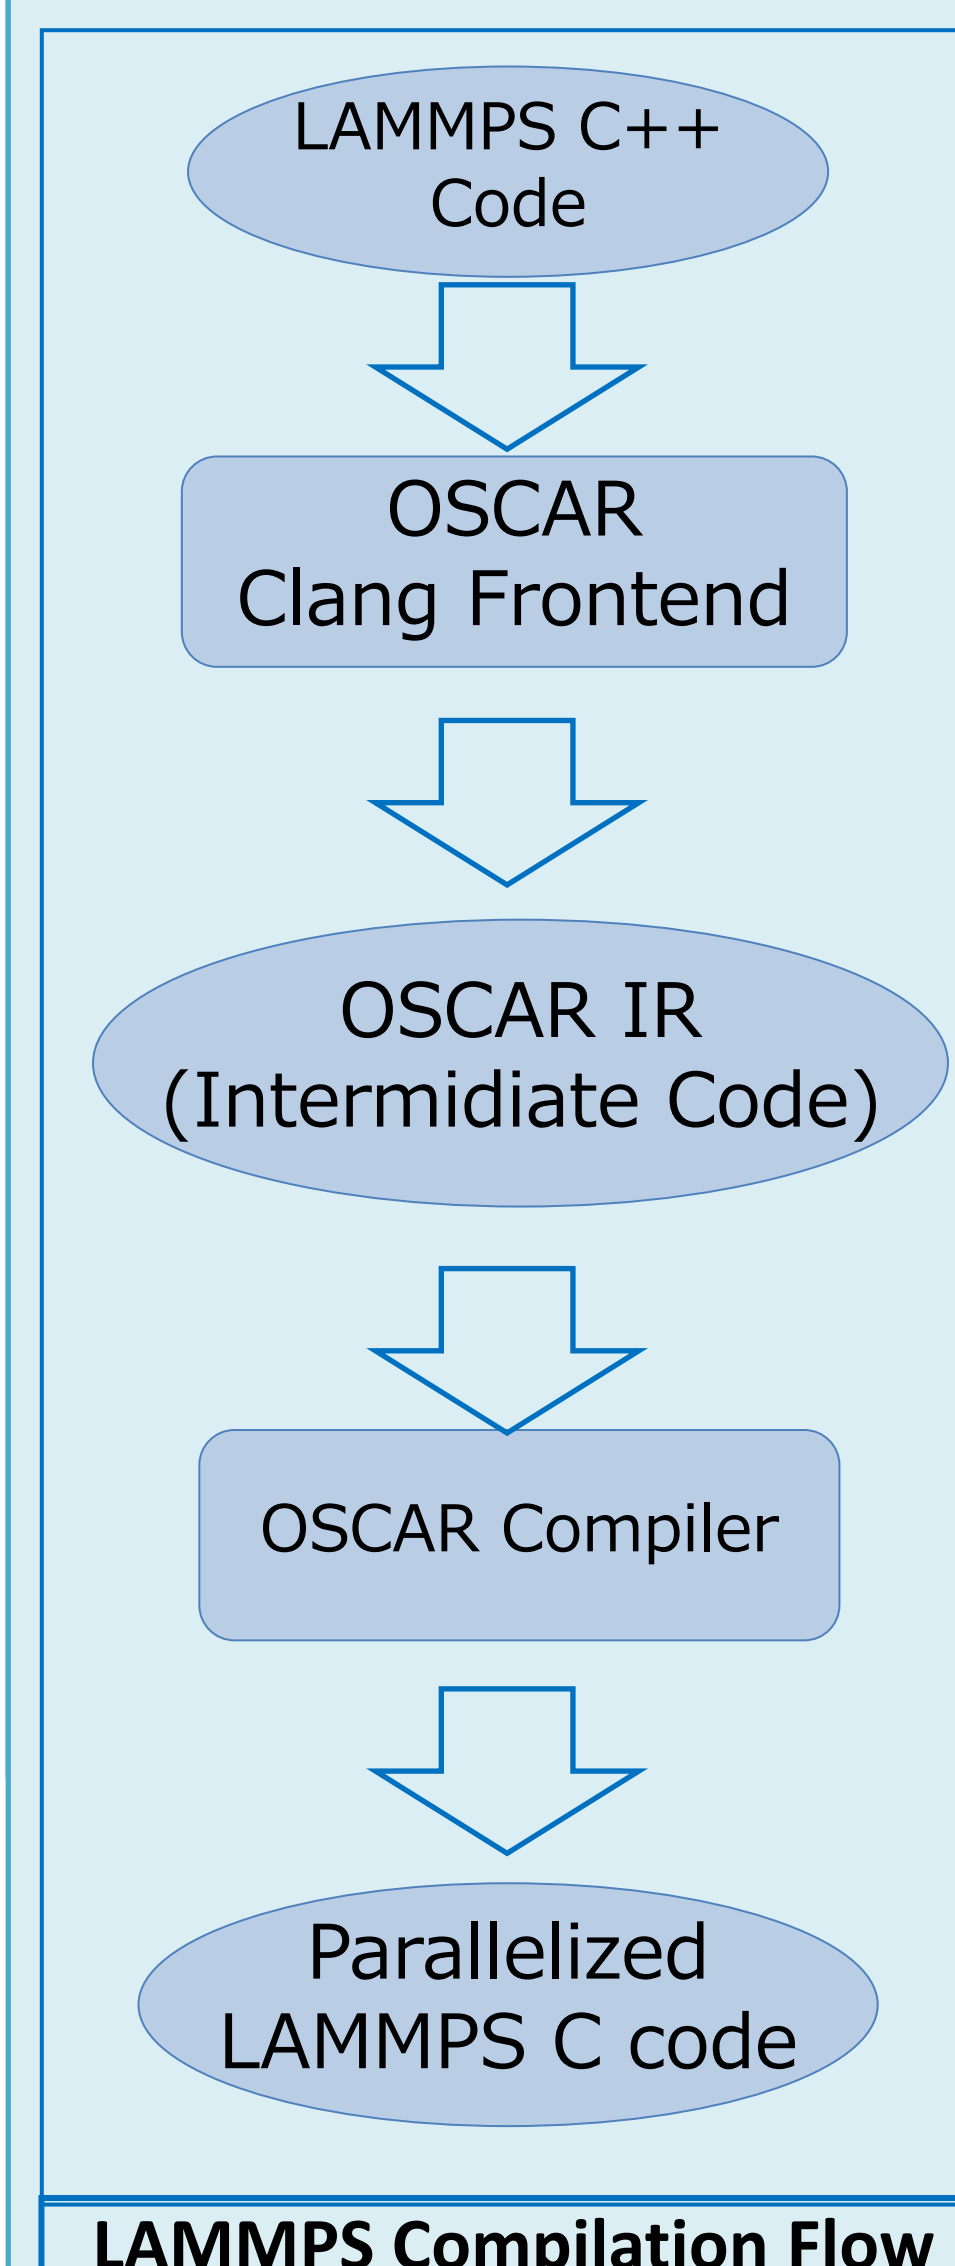 LAMMPS C++
Code
OSCAR
Clang Frontend
OSCAR IR
(Intermidiate Code)
OSCAR Compiler
Parallelized
LAMMPS C code
LAMMPS Compilation Flow